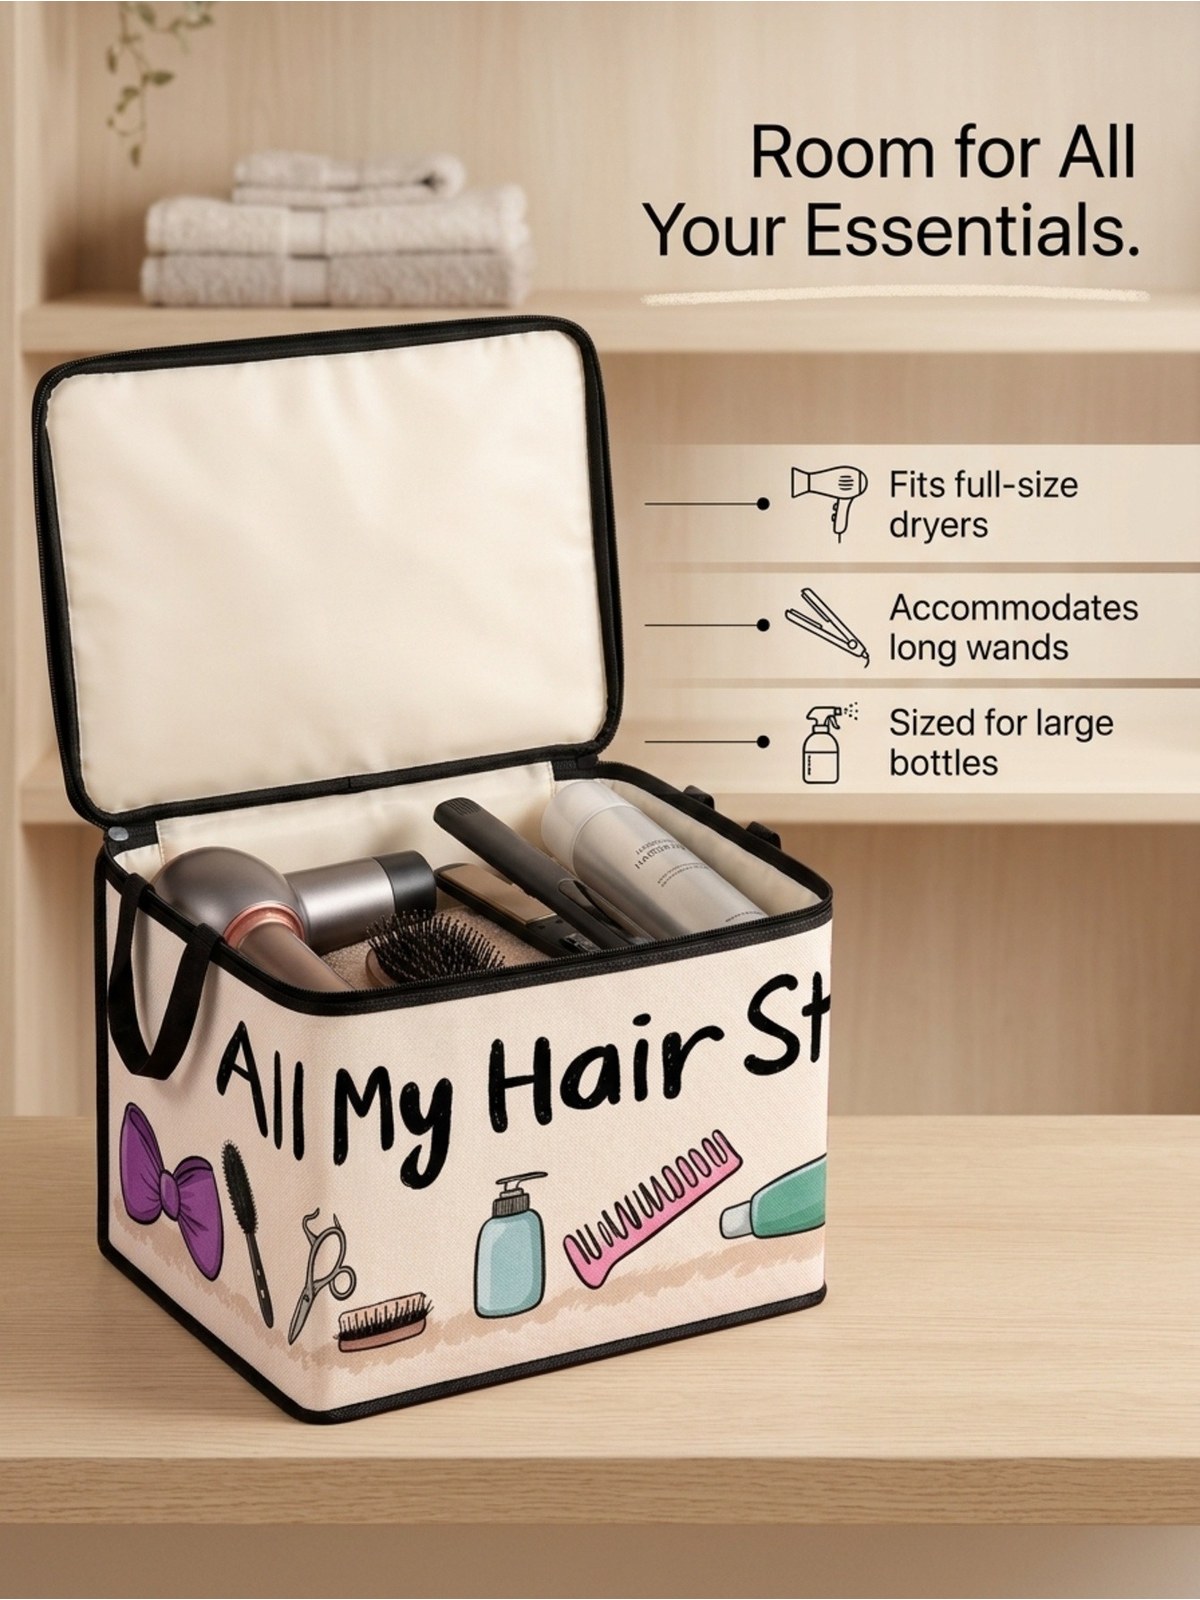 Room for All
Your Essentials.
Fits full-size
dryers
Accommodates
long wands
Sized for large
bottles
All My Hair St